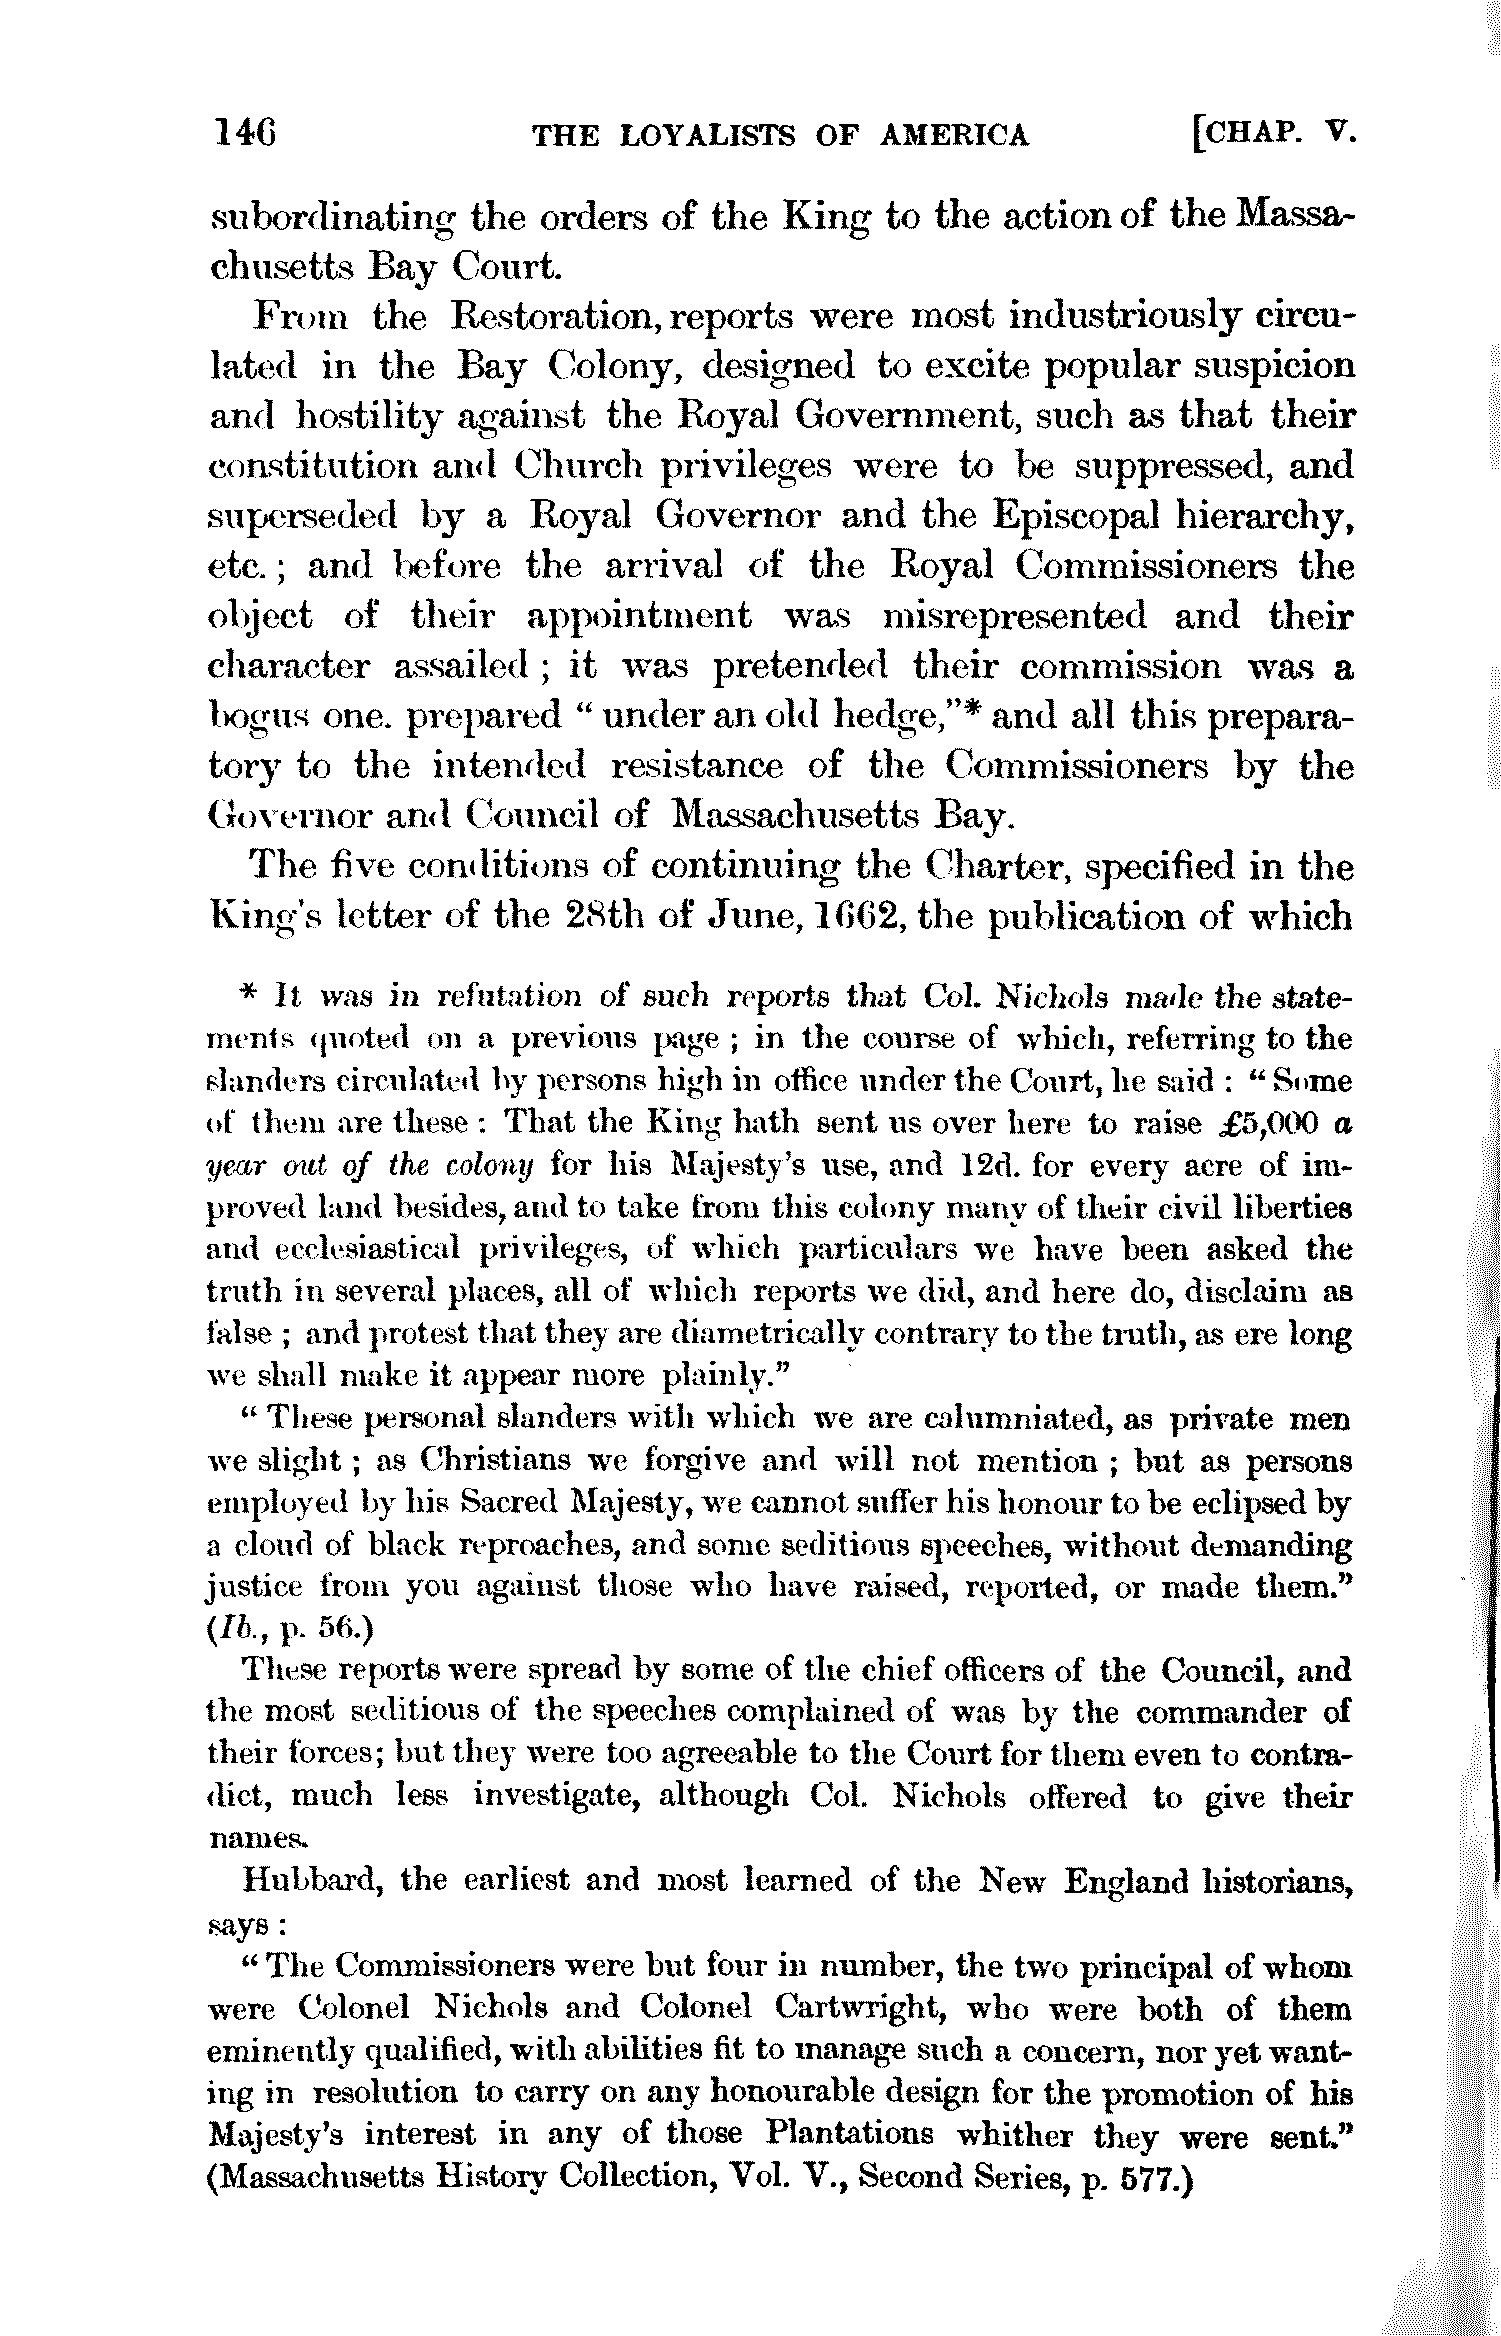 146 THE LOYALISTS OF AMERICA [CHAP. V.
subordinating the orders of the King to the action of the Massa-
chusetts Bay Court.
From the Restoration, reports were most industriously circu-
lated in the Bay Colony, designed to excite popular suspicion
and hostility against the Royal Government, such as that their
constitution and Church privileges were to be suppressed, and
superseded by a Royal Governor and the Episcopal hierarchy,
etc. ; and before the arrival of the Royal Commissioners the
object of their appointment was misrepresented and their
character assailed ; it was pretended their commission was a
bogus one. prepared “ under an old hedge,”* and all this prepara-
tory to the intended resistance of the Commissioners by the
Governor and Council of Massachusetts Bay.
The five conditions of continuing the Charter, specified in the
King's letter of the 28th of June, 1662, the publication of which
* It was in refutation of such reports that Col. Nichols made the state-
ments quoted on a previous page ; in the course of which, referring to the
slanders circulated by persons high in office under the Court, he said : “ Some
of them are these : That the King hath sent us over here to raise £5,000 a
year out of the colony for his Majesty's use, and 12d. for every acre of im-
proved land besides, and to take from this colony many of their civil liberties
and ecclesiastical privileges, of which particulars we have been asked the
truth in several places, all of which reports we did, and here do, disclaim as
false ; and protest that they are diametrically contrary to the truth, as ere long
we shall make it appear more plainly.”
“ These personal slanders with which we are calumniated, as private men
we slight ; as Christians we forgive and will not mention ; but as persons
employed by his Sacred Majesty, we cannot suffer his honour to be eclipsed by
a cloud of black reproaches, and some seditious speeches, without demanding
justice from you against those who have raised, reported, or made them.”
(Ib., p. 56.)
These reports were spread by some of the chief officers of the Council, and
the most seditious of the speeches complained of was by the commander of
their forces; but they were too agreeable to the Court for them even to contra-
dict, much less investigate, although Col. Nichols offered to give their
names.
Hubbard, the earliest and most learned of the New England historians,
says :
“ The Commissioners were but four in number, the two principal of whom
were Colonel Nichols and Colonel Cartwright, who were both of them
eminently qualified, with abilities fit to manage such a concern, nor yet want-
ing in resolution to carry on any honourable design for the promotion of his
Majesty's interest in any of those Plantations whither they were sent.”
(Massachusetts History Collection, Vol. V., Second Series, p. 577.)